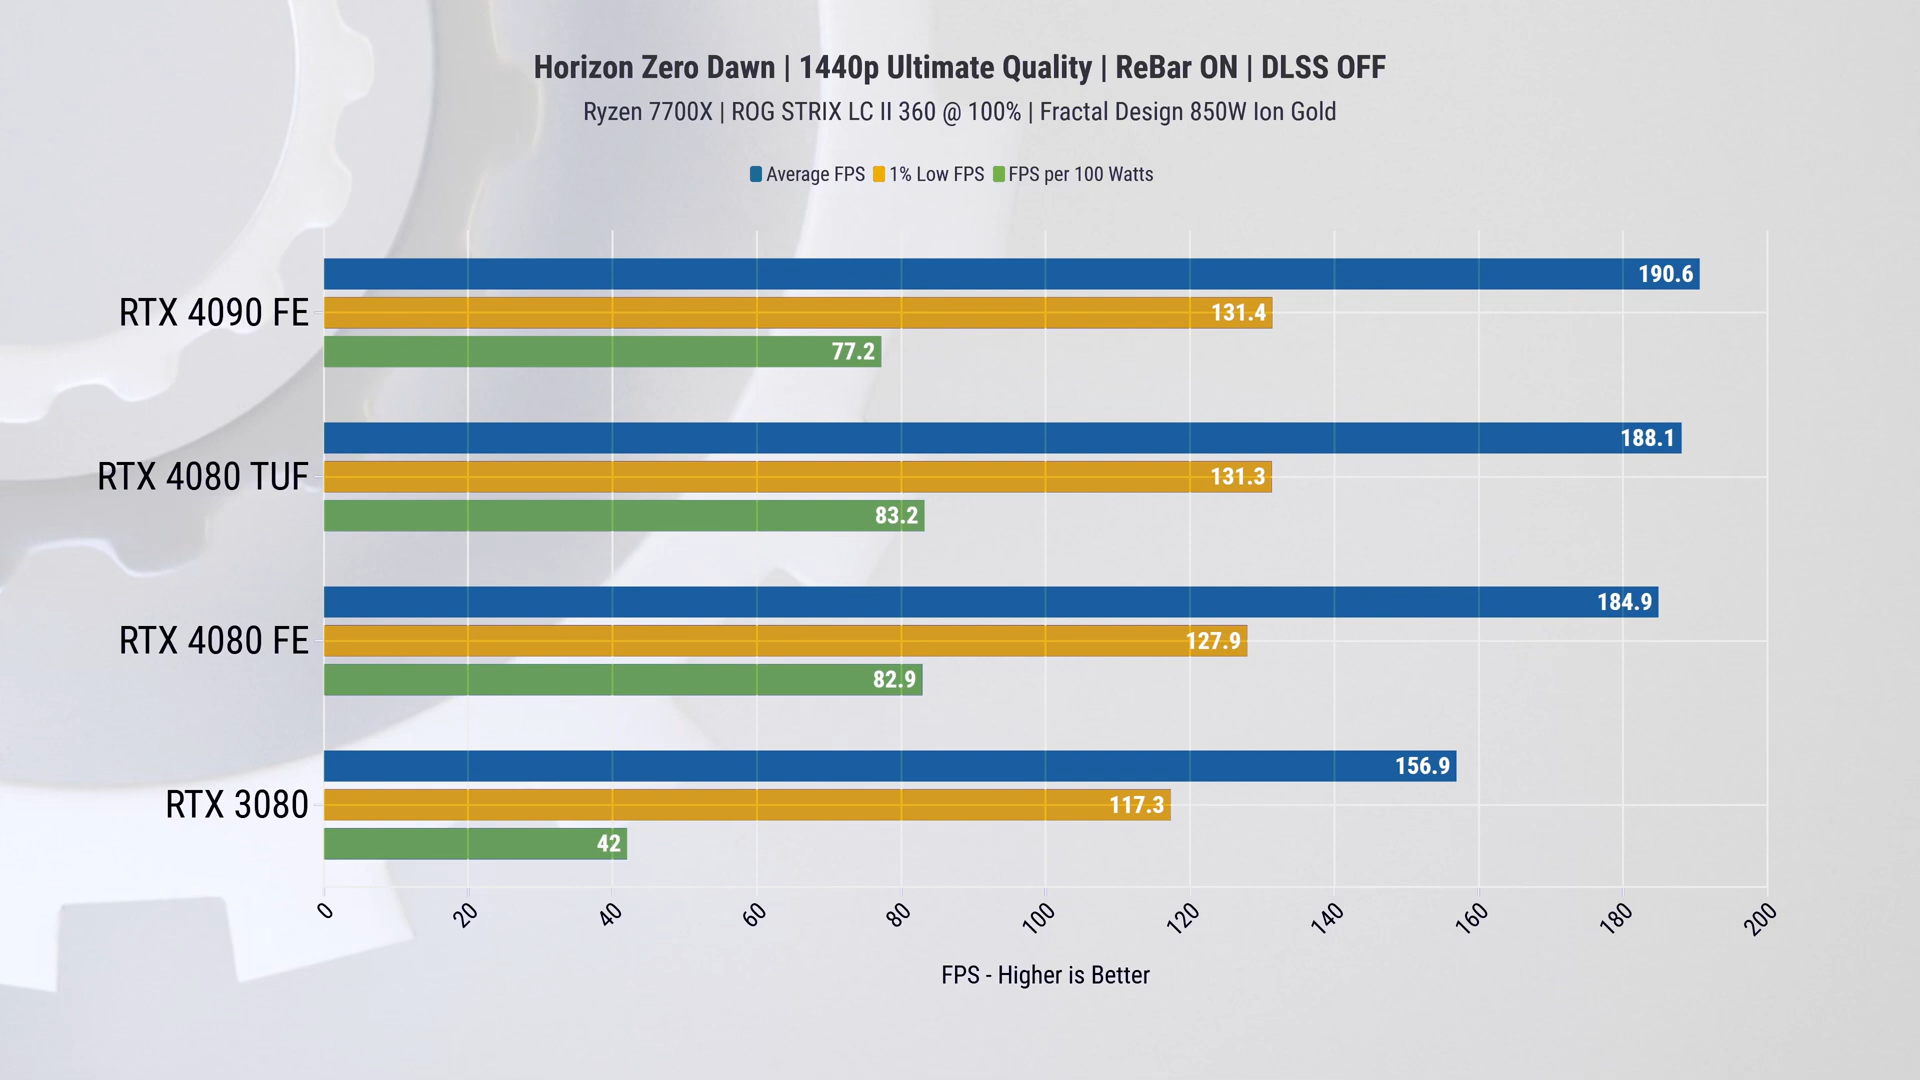 Horizon Zero Dawn | 1440p Ultimate Quality | ReBar ON | DLSS OFF
Ryzen 7700X | ROG STRIX LC II 360 @ 100% | Fractal Design 850W Ion Gold
Average FPS 1% Low FPS FPS per 100 Watts
190.6
RTX 4090 FE 131.4
77.2
188.1
RTX 4080 TUF 131.3
83.2
184.9
RTX 4080 FE 127.9
82.9
156.9
RTX 3080 117.3
42
0 20 40 60 80 100 120 140 160 180 200
FPS - Higher is Better